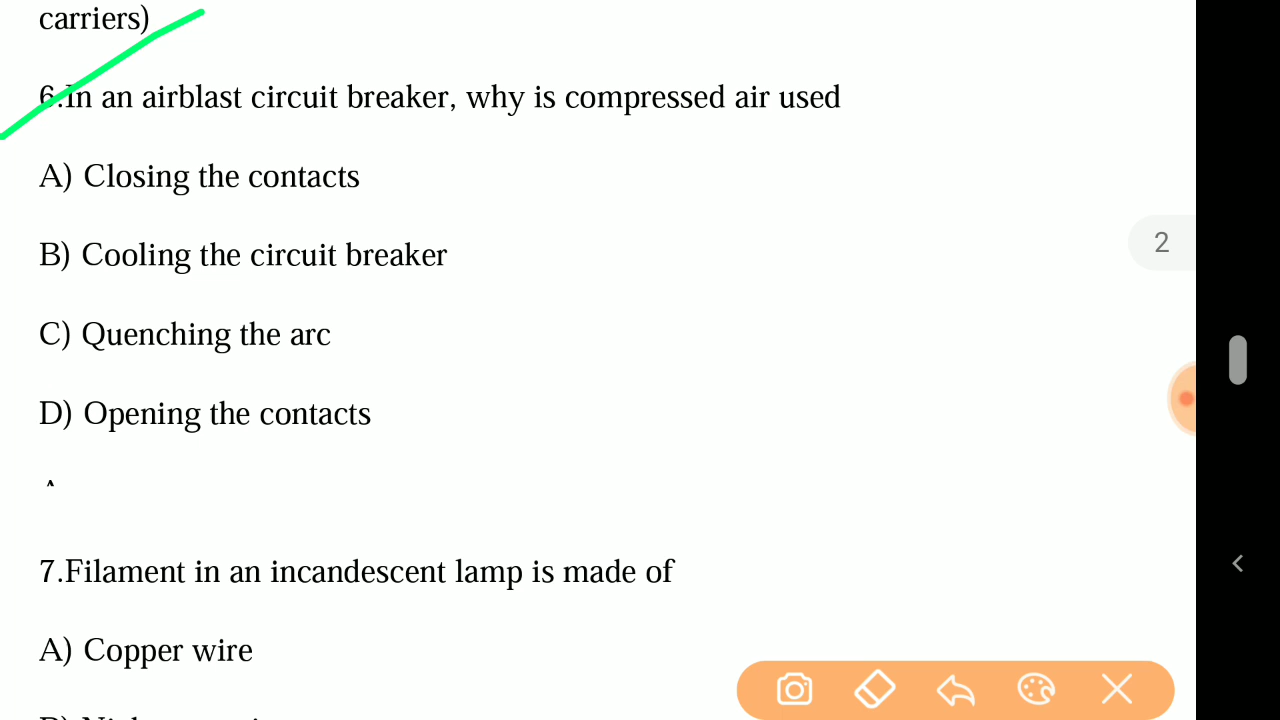 carriers)
6.In an airblast circuit breaker, why is compressed air used
A) Closing the contacts
B) Cooling the circuit breaker
2
C) Quenching the arc
D) Opening the contacts
7.Filament in an incandescent lamp is made of
A) Copper wire